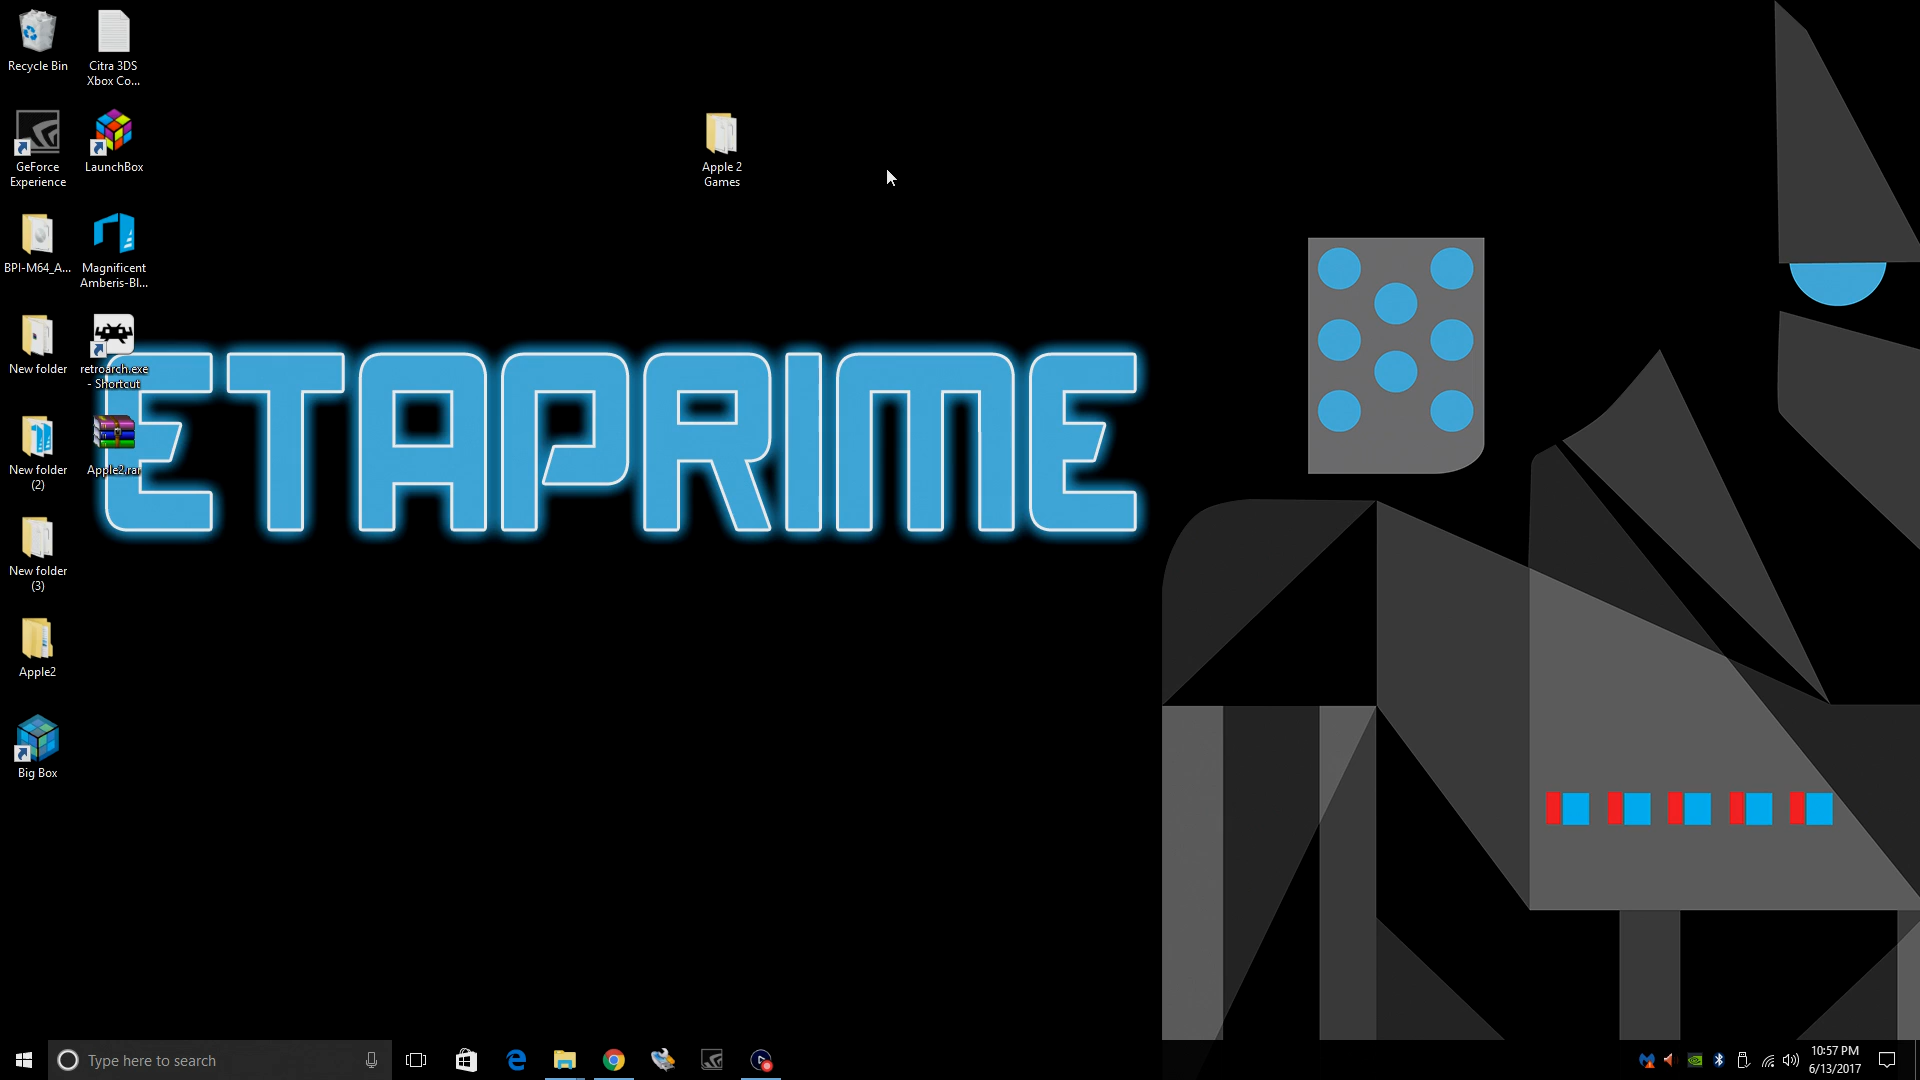 Recycle Bin
Citra 3DS
Xbox Co...
GeForce
Experience
LaunchBox
Apple 2
Games
BPI-M64_A...
Magnificent
Amberis-Bl...
New folder
retroarch.exe
- Shortcut
ETAPRIME
New folder
(2)
Apple2.rar
New folder
(3)
Apple2
Big Box
Type here to search
10:57 PM
6/13/2017